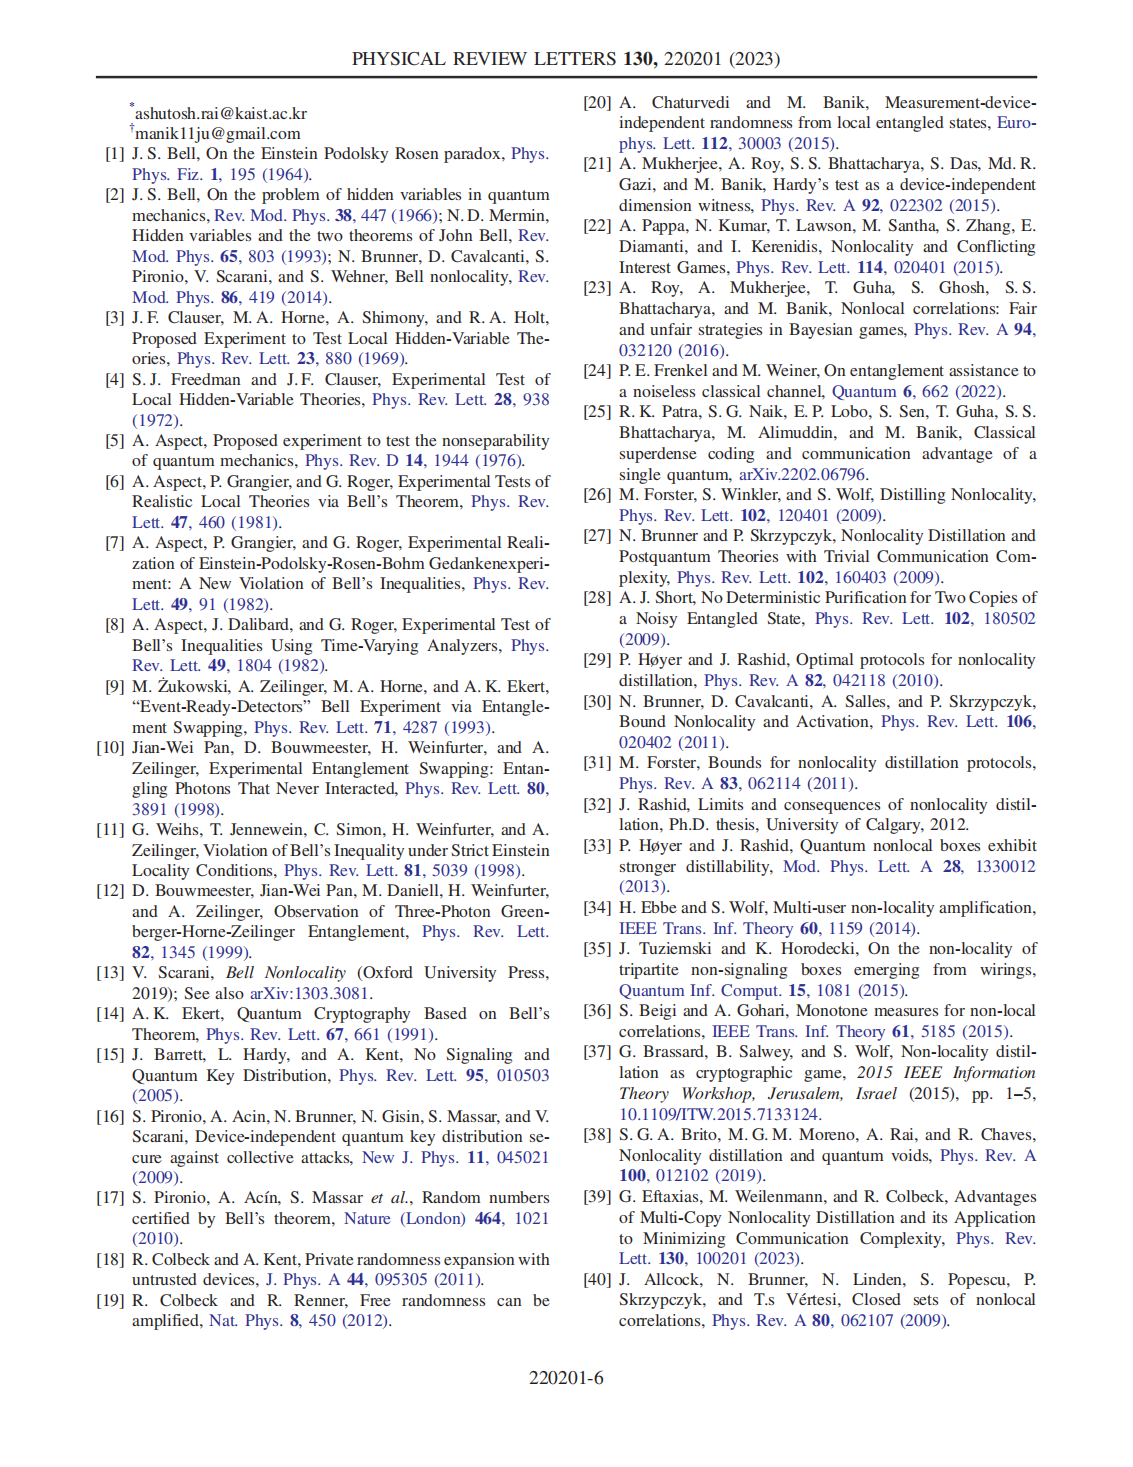 PHYSICAL REVIEW LETTERS 130, 220201 (2023)
*ashutosh.rai@kaist.ac.kr
†manik11ju@gmail.com
[1] J. S. Bell, On the Einstein Podolsky Rosen paradox, Phys.
Phys. Fiz. 1, 195 (1964).
[2] J. S. Bell, On the problem of hidden variables in quantum
mechanics, Rev. Mod. Phys. 38, 447 (1966); N. D. Mermin,
Hidden variables and the two theorems of John Bell, Rev.
Mod. Phys. 65, 803 (1993); N. Brunner, D. Cavalcanti, S.
Pironio, V. Scarani, and S. Wehner, Bell nonlocality, Rev.
Mod. Phys. 86, 419 (2014).
[3] J. F. Clauser, M. A. Horne, A. Shimony, and R. A. Holt,
Proposed Experiment to Test Local Hidden-Variable The-
ories, Phys. Rev. Lett. 23, 880 (1969).
[4] S. J. Freedman and J. F. Clauser, Experimental Test of
Local Hidden-Variable Theories, Phys. Rev. Lett. 28, 938
(1972).
[5] A. Aspect, Proposed experiment to test the nonseparability
of quantum mechanics, Phys. Rev. D 14, 1944 (1976).
[6] A. Aspect, P. Grangier, and G. Roger, Experimental Tests of
Realistic Local Theories via Bell's Theorem, Phys. Rev.
Lett. 47, 460 (1981).
[7] A. Aspect, P. Grangier, and G. Roger, Experimental Reali-
zation of Einstein-Podolsky-Rosen-Bohm Gedankenexperi-
ment: A New Violation of Bell's Inequalities, Phys. Rev.
Lett. 49, 91 (1982).
[8] A. Aspect, J. Dalibard, and G. Roger, Experimental Test of
Bell's Inequalities Using Time-Varying Analyzers, Phys.
Rev. Lett. 49, 1804 (1982).
[9] M. Żukowski, A. Zeilinger, M. A. Horne, and A. K. Ekert,
“Event-Ready-Detectors” Bell Experiment via Entangle-
ment Swapping, Phys. Rev. Lett. 71, 4287 (1993).
[10] Jian-Wei Pan, D. Bouwmeester, H. Weinfurter, and A.
Zeilinger, Experimental Entanglement Swapping: Entan-
gling Photons That Never Interacted, Phys. Rev. Lett. 80,
3891 (1998).
[11] G. Weihs, T. Jennewein, C. Simon, H. Weinfurter, and A.
Zeilinger, Violation of Bell's Inequality under Strict Einstein
Locality Conditions, Phys. Rev. Lett. 81, 5039 (1998).
[12] D. Bouwmeester, Jian-Wei Pan, M. Daniell, H. Weinfurter,
and A. Zeilinger, Observation of Three-Photon Green-
berger-Horne-Zeilinger Entanglement, Phys. Rev. Lett.
82, 1345 (1999).
[13] V. Scarani, Bell Nonlocality (Oxford University Press,
2019); See also arXiv:1303.3081.
[14] A. K. Ekert, Quantum Cryptography Based on Bell's
Theorem, Phys. Rev. Lett. 67, 661 (1991).
[15] J. Barrett, L. Hardy, and A. Kent, No Signaling and
Quantum Key Distribution, Phys. Rev. Lett. 95, 010503
(2005).
[16] S. Pironio, A. Acin, N. Brunner, N. Gisin, S. Massar, and V.
Scarani, Device-independent quantum key distribution se-
cure against collective attacks, New J. Phys. 11, 045021
(2009).
[17] S. Pironio, A. Acín, S. Massar et al., Random numbers
certified by Bell's theorem, Nature (London) 464, 1021
(2010).
[18] R. Colbeck and A. Kent, Private randomness expansion with
untrusted devices, J. Phys. A 44, 095305 (2011).
[19] R. Colbeck and R. Renner, Free randomness can be
amplified, Nat. Phys. 8, 450 (2012).
[20] A. Chaturvedi and M. Banik, Measurement-device-
independent randomness from local entangled states, Euro-
phys. Lett. 112, 30003 (2015).
[21] A. Mukherjee, A. Roy, S. S. Bhattacharya, S. Das, Md. R.
Gazi, and M. Banik, Hardy's test as a device-independent
dimension witness, Phys. Rev. A 92, 022302 (2015).
[22] A. Pappa, N. Kumar, T. Lawson, M. Santha, S. Zhang, E.
Diamanti, and I. Kerenidis, Nonlocality and Conflicting
Interest Games, Phys. Rev. Lett. 114, 020401 (2015).
[23] A. Roy, A. Mukherjee, T. Guha, S. Ghosh, S. S.
Bhattacharya, and M. Banik, Nonlocal correlations: Fair
and unfair strategies in Bayesian games, Phys. Rev. A 94,
032120 (2016).
[24] P. E. Frenkel and M. Weiner, On entanglement assistance to
a noiseless classical channel, Quantum 6, 662 (2022).
[25] R. K. Patra, S. G. Naik, E. P. Lobo, S. Sen, T. Guha, S. S.
Bhattacharya, M. Alimuddin, and M. Banik, Classical
superdense coding and communication advantage of a
single quantum, arXiv.2202.06796.
[26] M. Forster, S. Winkler, and S. Wolf, Distilling Nonlocality,
Phys. Rev. Lett. 102, 120401 (2009).
[27] N. Brunner and P. Skrzypczyk, Nonlocality Distillation and
Postquantum Theories with Trivial Communication Com-
plexity, Phys. Rev. Lett. 102, 160403 (2009).
[28] A. J. Short, No Deterministic Purification for Two Copies of
a Noisy Entangled State, Phys. Rev. Lett. 102, 180502
(2009).
[29] P. Høyer and J. Rashid, Optimal protocols for nonlocality
distillation, Phys. Rev. A 82, 042118 (2010).
[30] N. Brunner, D. Cavalcanti, A. Salles, and P. Skrzypczyk,
Bound Nonlocality and Activation, Phys. Rev. Lett. 106,
020402 (2011).
[31] M. Forster, Bounds for nonlocality distillation protocols,
Phys. Rev. A 83, 062114 (2011).
[32] J. Rashid, Limits and consequences of nonlocality distil-
lation, Ph.D. thesis, University of Calgary, 2012.
[33] P. Høyer and J. Rashid, Quantum nonlocal boxes exhibit
stronger distillability, Mod. Phys. Lett. A 28, 1330012
(2013).
[34] H. Ebbe and S. Wolf, Multi-user non-locality amplification,
IEEE Trans. Inf. Theory 60, 1159 (2014).
[35] J. Tuziemski and K. Horodecki, On the non-locality of
tripartite non-signaling boxes emerging from wirings,
Quantum Inf. Comput. 15, 1081 (2015).
[36] S. Beigi and A. Gohari, Monotone measures for non-local
correlations, IEEE Trans. Inf. Theory 61, 5185 (2015).
[37] G. Brassard, B. Salwey, and S. Wolf, Non-locality distil-
lation as cryptographic game, 2015 IEEE Information
Theory Workshop, Jerusalem, Israel (2015), pp. 1–5,
10.1109/ITW.2015.7133124.
[38] S. G. A. Brito, M. G. M. Moreno, A. Rai, and R. Chaves,
Nonlocality distillation and quantum voids, Phys. Rev. A
100, 012102 (2019).
[39] G. Eftaxias, M. Weilenmann, and R. Colbeck, Advantages
of Multi-Copy Nonlocality Distillation and its Application
to Minimizing Communication Complexity, Phys. Rev.
Lett. 130, 100201 (2023).
[40] J. Allcock, N. Brunner, N. Linden, S. Popescu, P.
Skrzypczyk, and T.s Vértesi, Closed sets of nonlocal
correlations, Phys. Rev. A 80, 062107 (2009).
220201-6